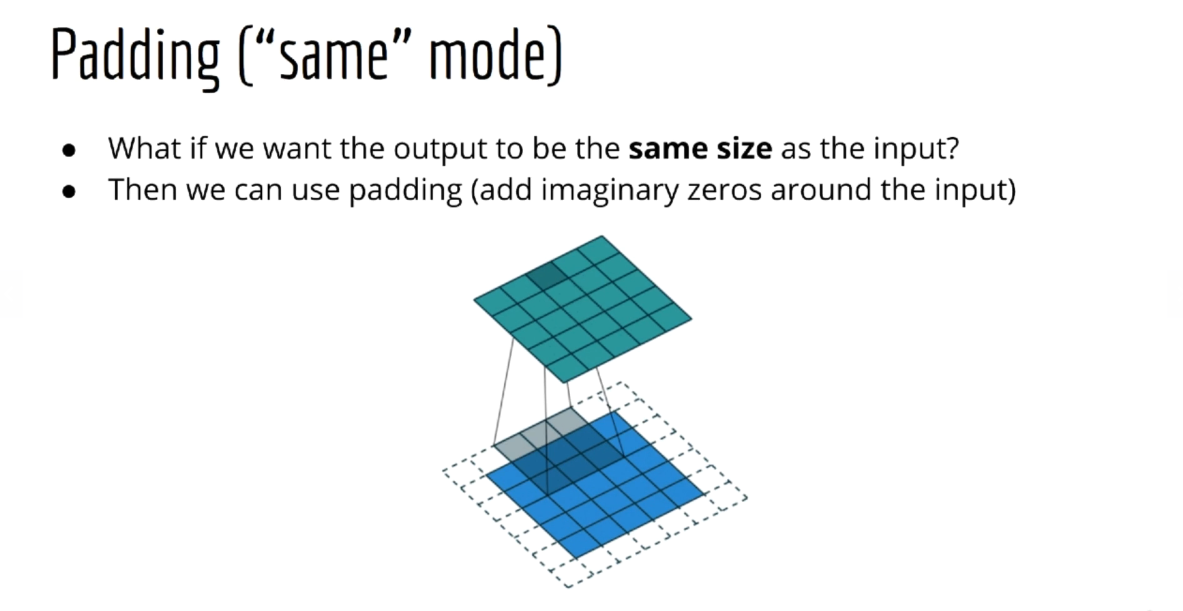 Padding (“same” mode)
● What if we want the output to be the same size as the input?
● Then we can use padding (add imaginary zeros around the input)